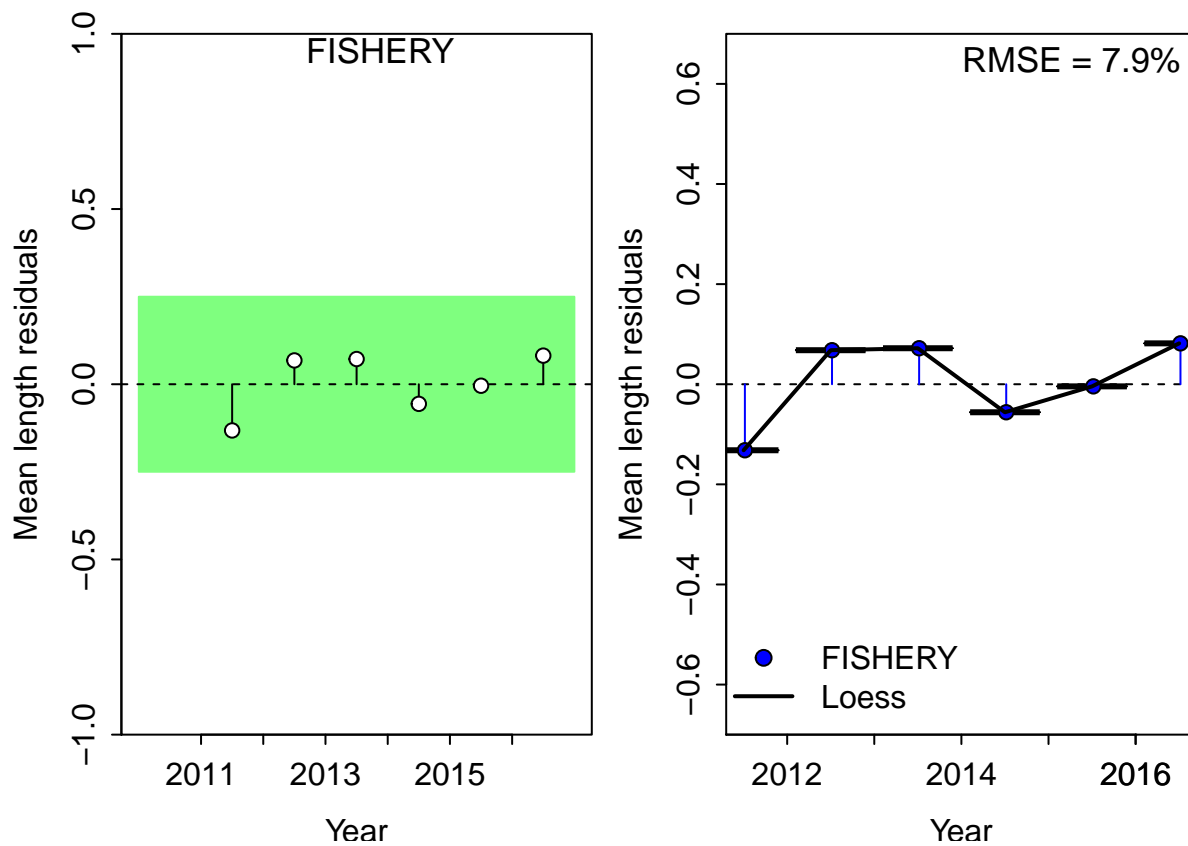 FISHERY
Mean length residuals
1.0
0.5
0.0
−0.5
−1.0
2011 2013 2015
Year
RMSE = 7.9%
Mean length residuals
0.6
0.4
0.2
0.0
−0.2
−0.4
−0.6
FISHERY
Loess
2012 2014 2016
Year